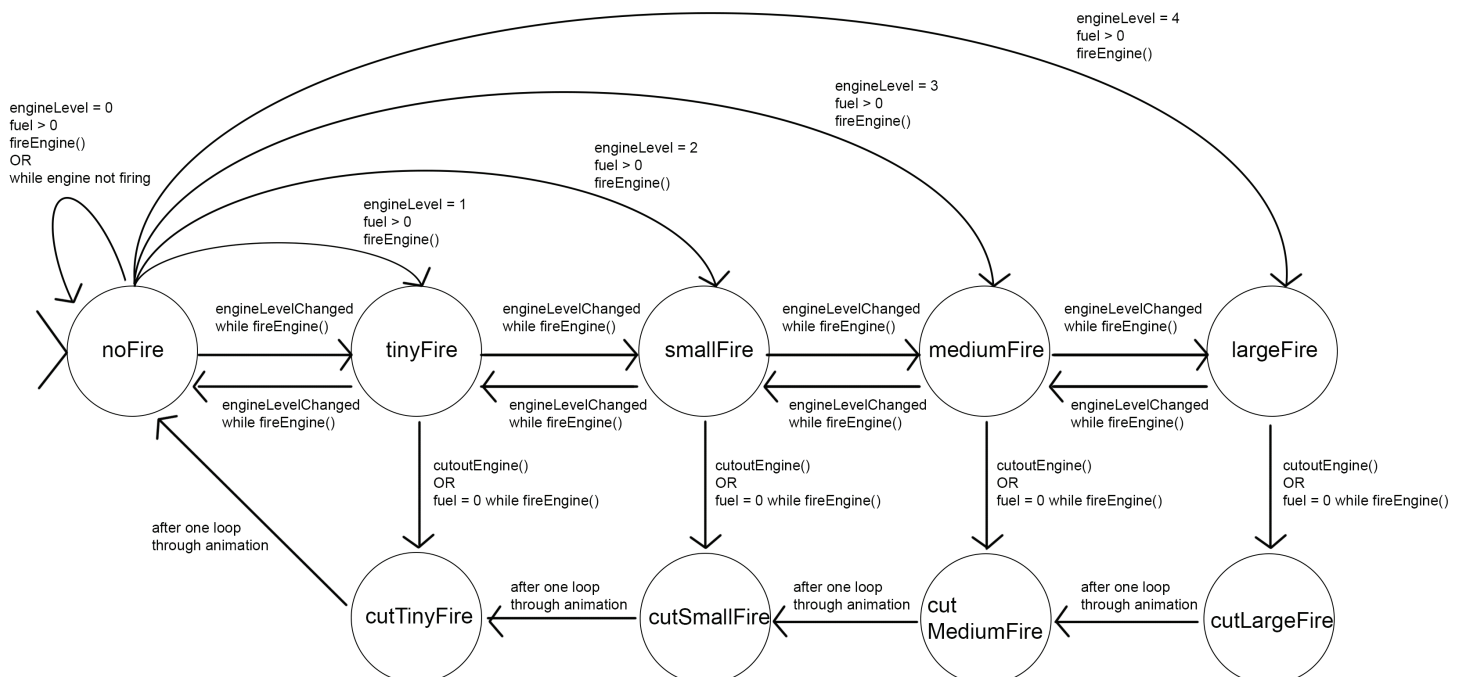 engineLevel = 4
fuel > 0
fireEngine()
engineLevel = 3
fuel > 0
fireEngine()
engineLevel = 0
fuel > 0
fireEngine()
OR
while engine not firing
engineLevel = 2
fuel > 0
fireEngine()
engineLevel = 1
fuel > 0
fireEngine()
noFire
engineLevelChanged
while fireEngine()
tinyFire
engineLevelChanged
while fireEngine()
smallFire
engineLevelChanged
while fireEngine()
mediumFire
engineLevelChanged
while fireEngine()
largeFire
engineLevelChanged
while fireEngine()
engineLevelChanged
while fireEngine()
engineLevelChanged
while fireEngine()
engineLevelChanged
while fireEngine()
cutoutEngine()
OR
fuel = 0 while fireEngine()
cutoutEngine()
OR
fuel = 0 while fireEngine()
cutoutEngine()
OR
fuel = 0 while fireEngine()
cutoutEngine()
OR
fuel = 0 while fireEngine()
after one loop
through animation
cutTinyFire
after one loop
through animation
cutSmallFire
after one loop
through animation
cut
MediumFire
after one loop
through animation
cutLargeFire